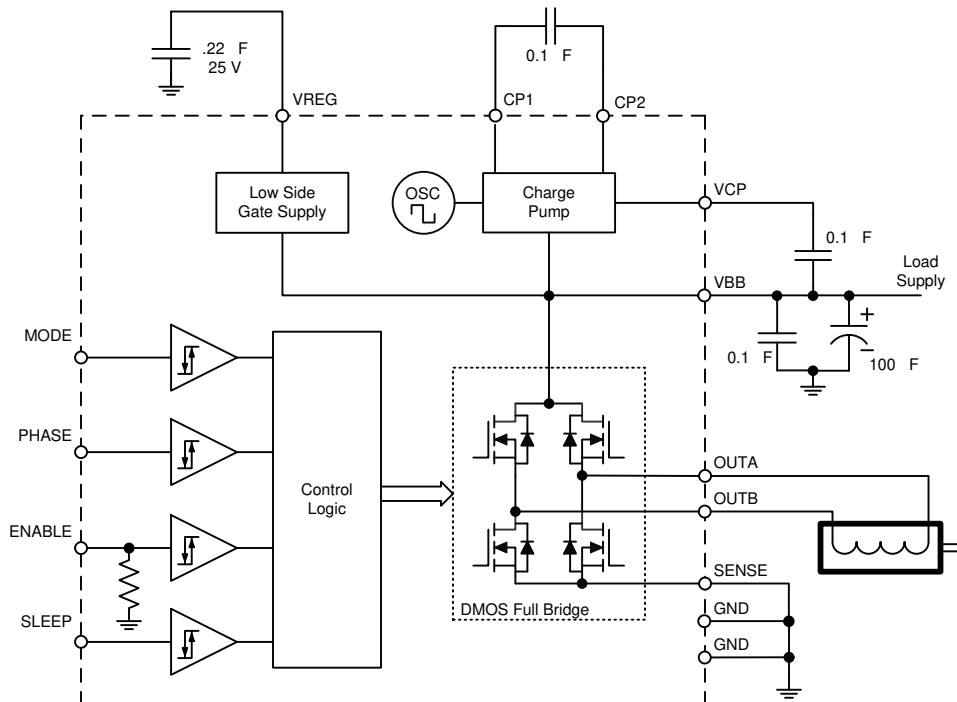 .22 F
25 V
0.1 F
VREG
CP1
CP2
Low Side
Gate Supply
OSC
Charge
Pump
VCP
0.1 F
Load
Supply
VBB
+
0.1 F
100 F
MODE
PHASE
ENABLE
SLEEP
Control
Logic
DMOS Full Bridge
OUTA
OUTB
SENSE
GND
GND